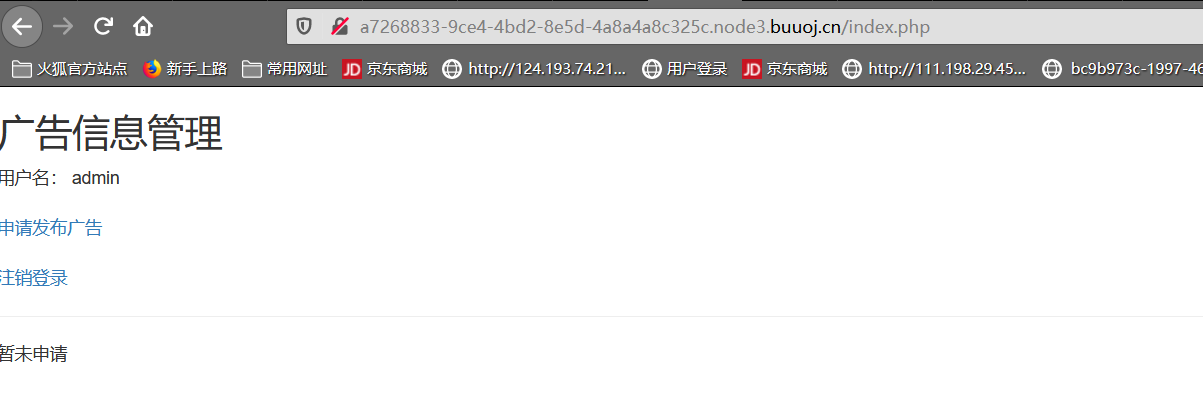 a7268833-9ce4-4bd2-8e5d-4a8a4a8c325c.node3.buuoj.cn/index.php
火狐官方站点 新手上路 常用网址 JD 京东商城 http://124.193.74.21... 用户登录 JD 京东商城 http://111.198.29.45... bc9b973c-1997-46
广告信息管理
用户名: admin
申请发布广告
注销登录
暂未申请